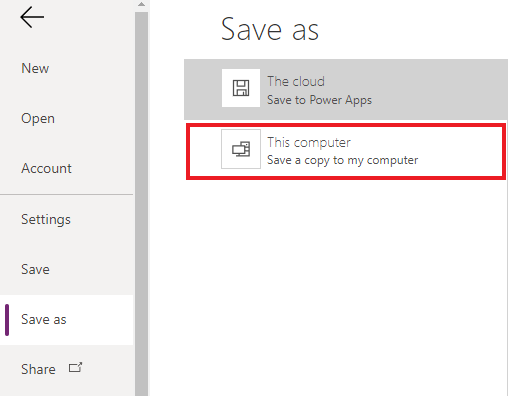 Save as
New
Open
Account
Settings
Save
Save as
Share
The cloud
Save to Power Apps
This computer
Save a copy to my computer